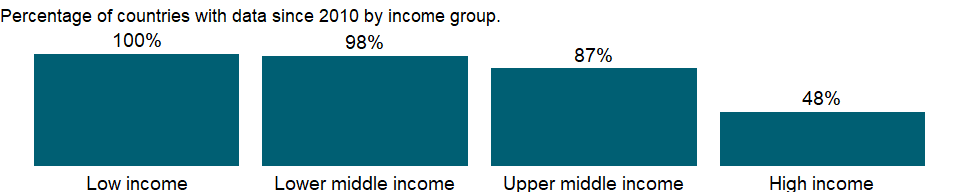 Percentage of countries with data since 2010 by income group.
100%
98%
87%
48%
Low income
Lower middle income
Upper middle income
High income